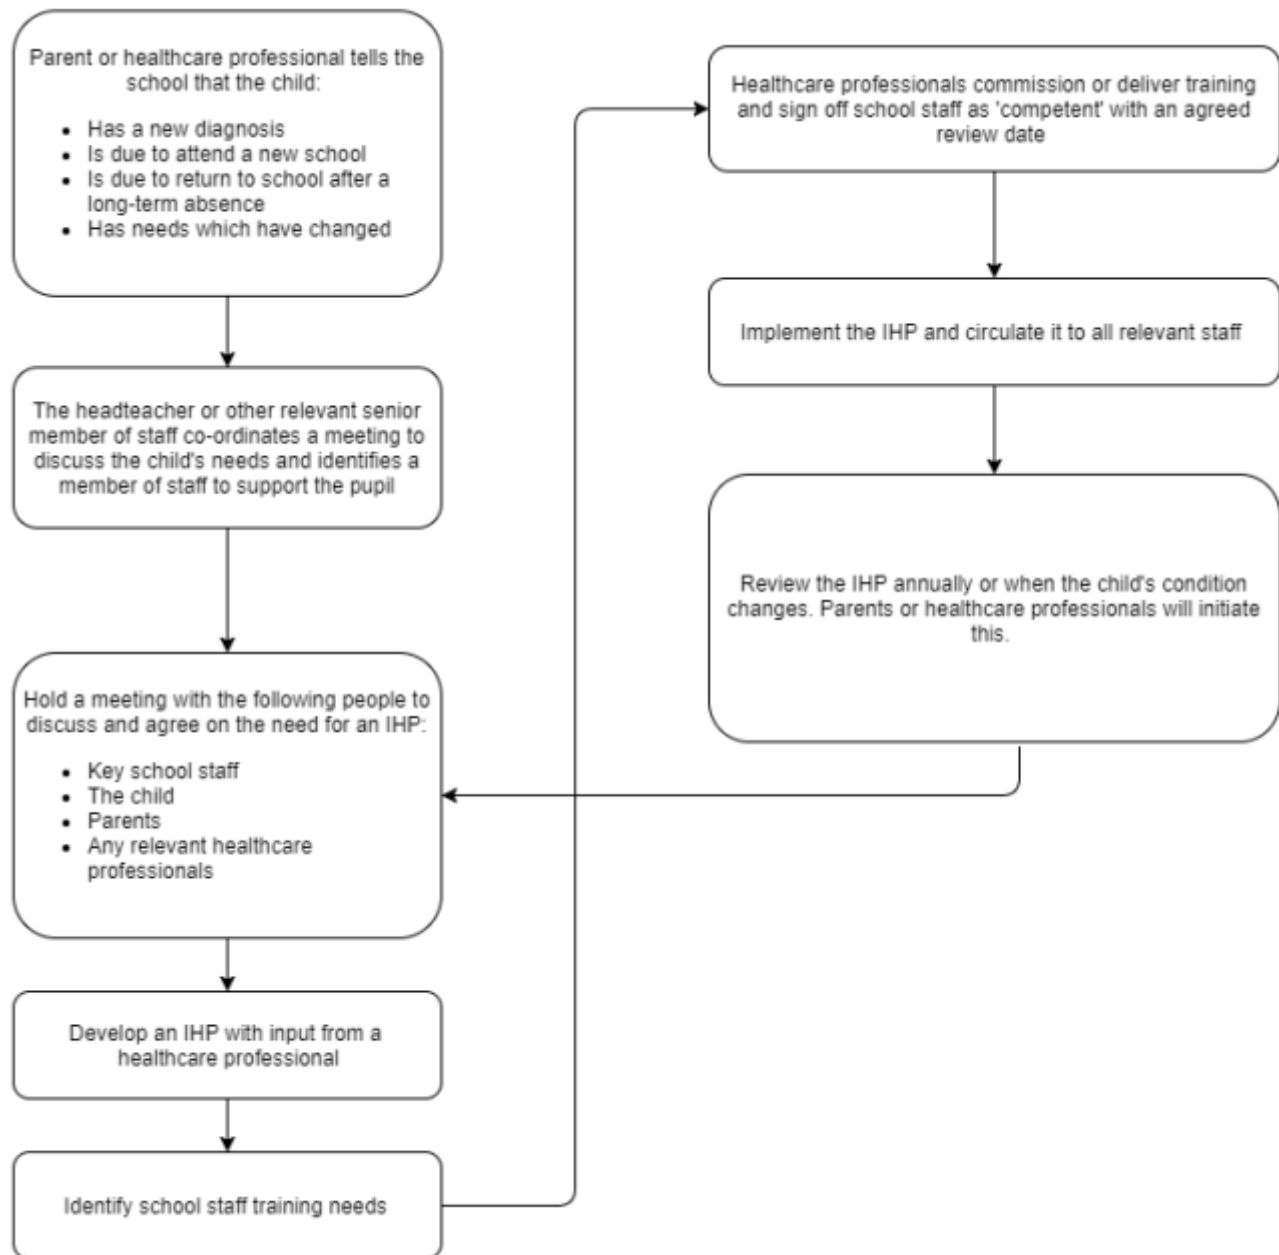 Parent or healthcare professional tells the
school that the child:
• Has a new diagnosis
• Is due to attend a new school
• Is due to return to school after a
long-term absence
• Has needs which have changed
The headteacher or other relevant senior
member of staff co-ordinates a meeting to
discuss the child's needs and identifies a
member of staff to support the pupil
Hold a meeting with the following people to
discuss and agree on the need for an IHP:
• Key school staff
• The child
• Parents
• Any relevant healthcare
professionals
Develop an IHP with input from a
healthcare professional
Identify school staff training needs
Healthcare professionals commission or deliver training
and sign off school staff as 'competent' with an agreed
review date
Implement the IHP and circulate it to all relevant staff
Review the IHP annually or when the child's condition
changes. Parents or healthcare professionals will initiate
this.